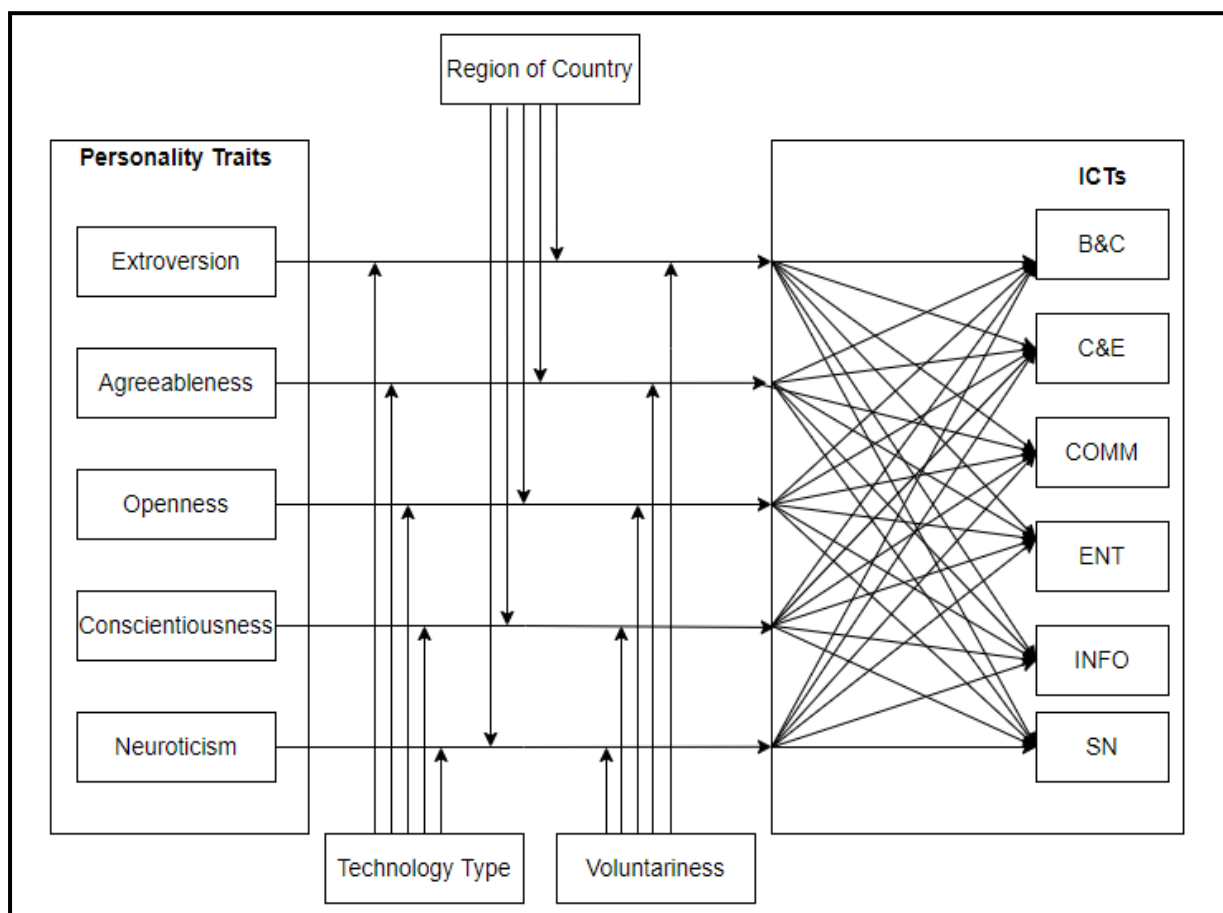 Region of Country
Personality Traits
Extroversion
Agreeableness
Openness
Conscientiousness
Neuroticism
ICTs
B&C
C&E
COMM
ENT
INFO
SN
Technology Type
Voluntariness